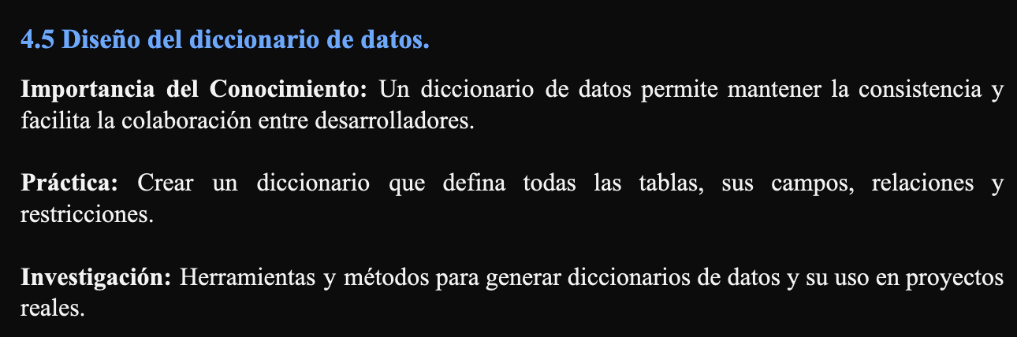 4.5 Diseño del diccionario de datos.
Importancia del Conocimiento: Un diccionario de datos permite mantener la consistencia y
facilita la colaboración entre desarrolladores.
Práctica: Crear un diccionario que defina todas las tablas, sus campos, relaciones y
restricciones.
Investigación: Herramientas y métodos para generar diccionarios de datos y su uso en proyectos
reales.